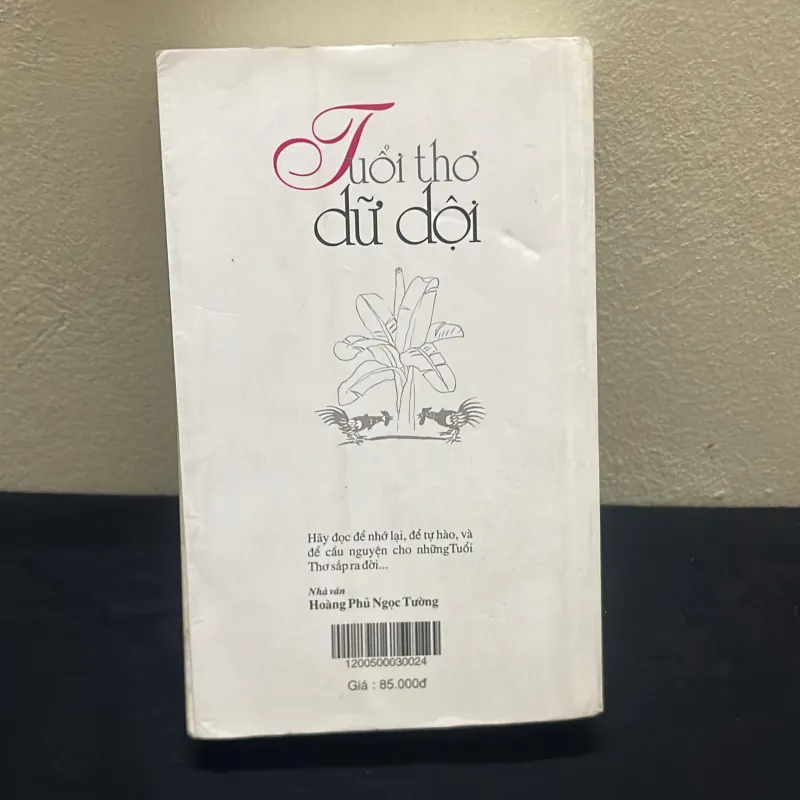 Tuổi thơ
dữ dội
Hãy đọc để nhớ lại, để tự hào, và
để cầu nguyện cho nhữngTuổi
Thơ sắp ra đời...
Nhà văn
Hoàng Phủ Ngọc Tường
1200500030024
Giá : 85.000đ